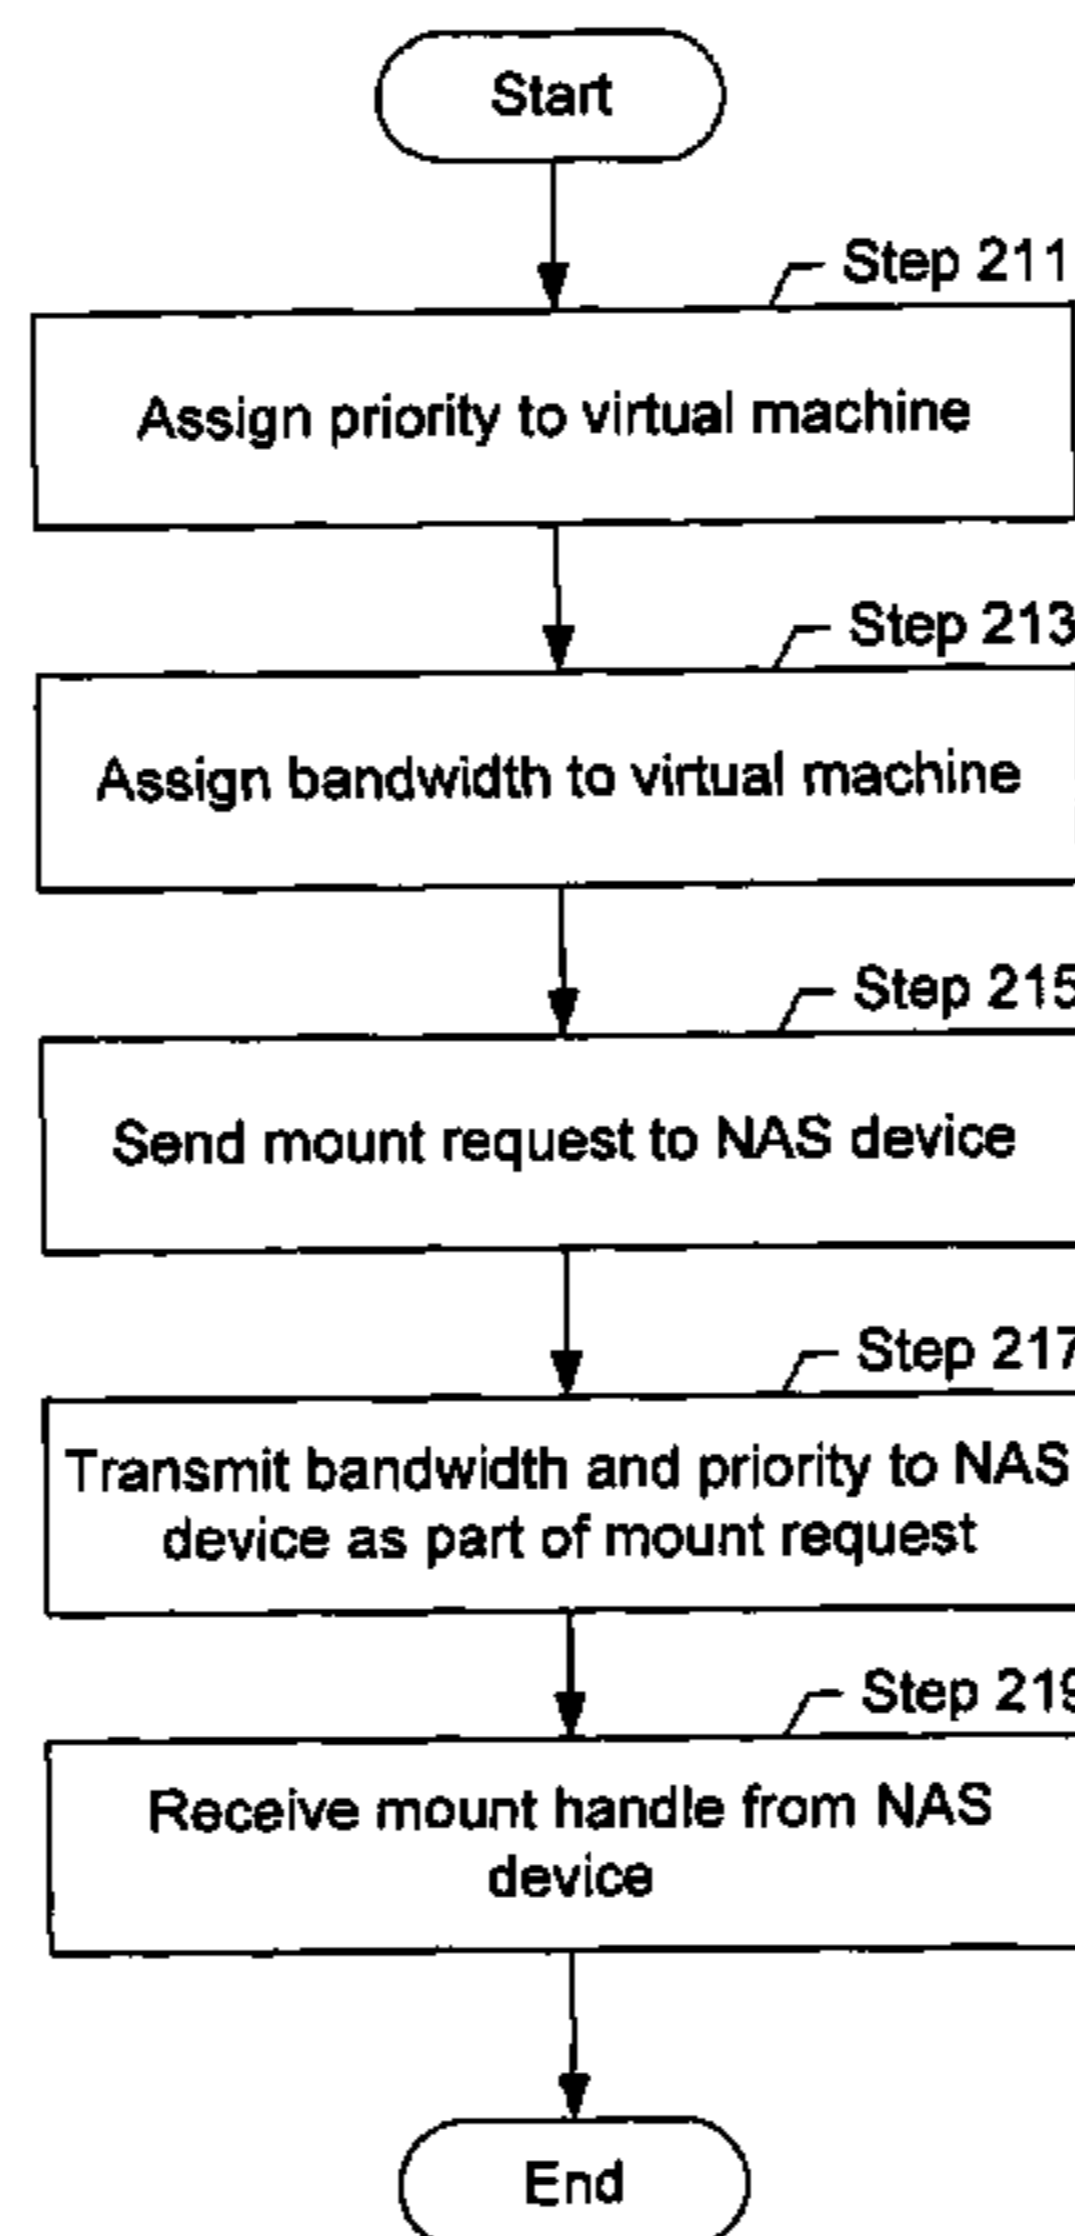 Start
Step 211
Assign priority to virtual machine
Step 213
Assign bandwidth to virtual machine
Step 215
Send mount request to NAS device
Step 217
Transmit bandwidth and priority to NAS
device as part of mount request
Step 219
Receive mount handle from NAS
device
End